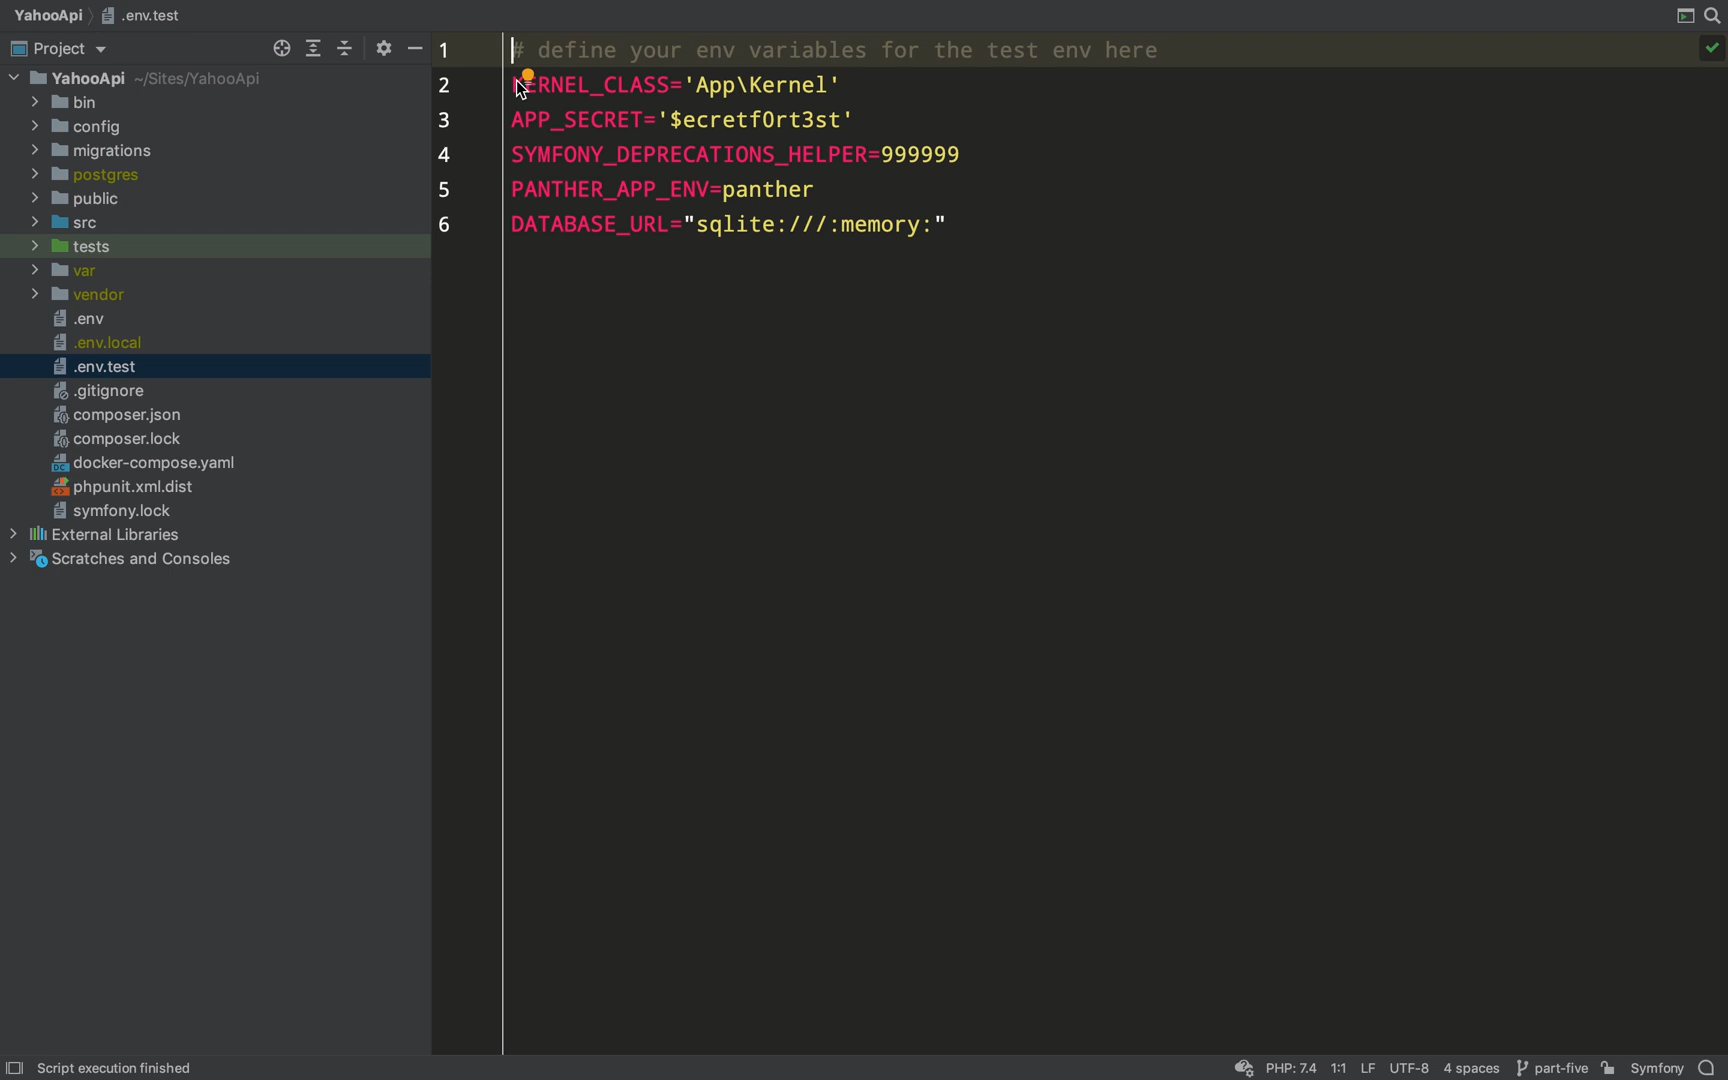 YahooApi .env.test
Project
YahooApi ~/Sites/YahooApi
bin
config
migrations
postgres
public
src
tests
var
vendor
.env
.env.local
.env.test
.gitignore
composer.json
composer.lock
docker-compose.yaml
phpunit.xml.dist
symfony.lock
External Libraries
Scratches and Consoles
1 # define your env variables for the test env here
2 KERNEL_CLASS='App\Kernel'
3 APP_SECRET='$ecretf0rt3st'
4 SYMFONY_DEPRECATIONS_HELPER=999999
5 PANTHER_APP_ENV=panther
6 DATABASE_URL="sqlite:///:memory:"
Script execution finished PHP: 7.4 1:1 LF UTF-8 4 spaces part-five Symfony